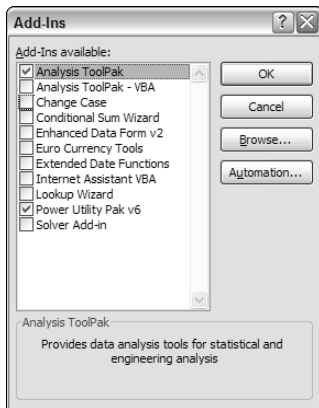 Add-Ins
Add-Ins available:
Analysis ToolPak
Analysis ToolPak - VBA
Change Case
Conditional Sum Wizard
Enhanced Data Form v2
Euro Currency Tools
Extended Date Functions
Internet Assistant VBA
Lookup Wizard
Power Utility Pak v6
Solver Add-in
OK
Cancel
Browse...
Automation...
Analysis ToolPak
Provides data analysis tools for statistical and
engineering analysis